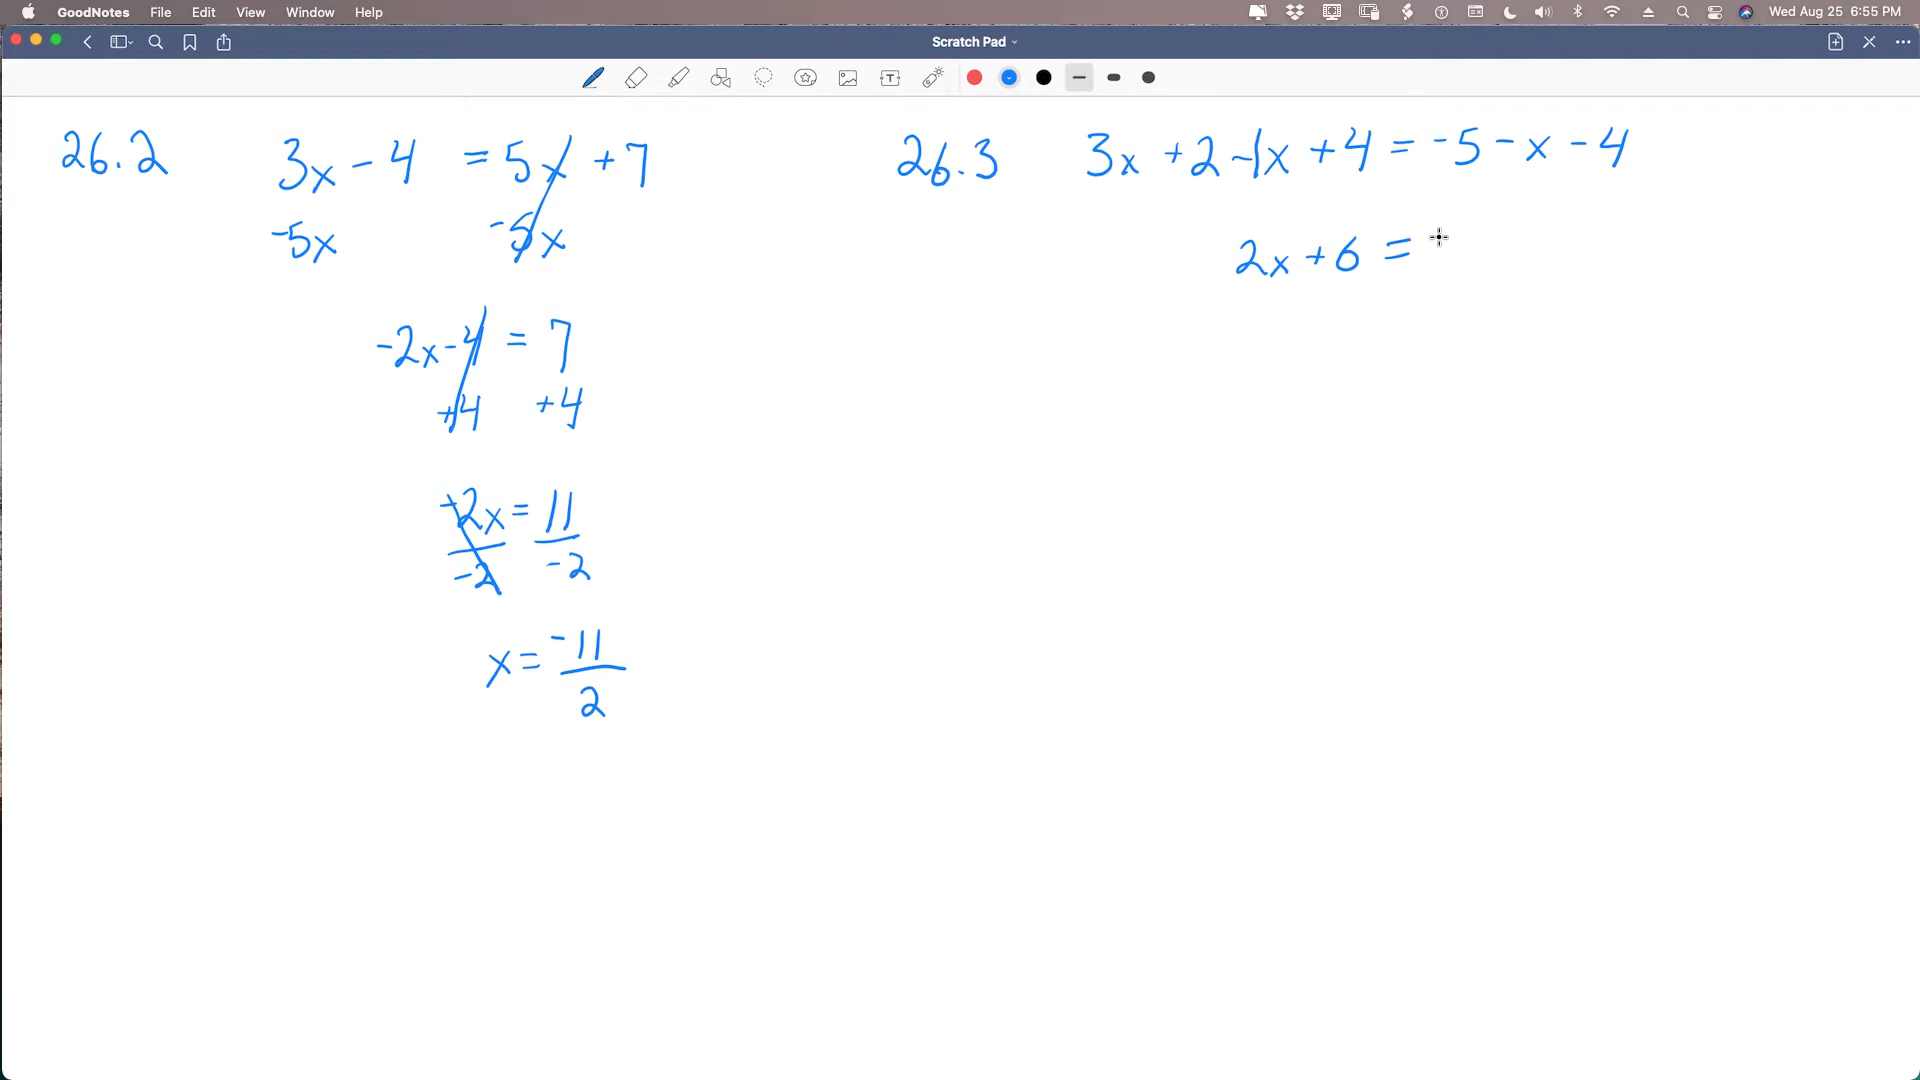 GoodNotes File Edit View Window Help Wed Aug 25 6:55 PM
Scratch Pad
T
26.2 3x - 4 = 5x + 7
-5x -5x
-2x - 4 = 7
+4 +4
-2x = 11
-2 -2
x = -11
2
26.3 3x + 2 - 1x + 4 = -5 - x - 4
2x + 6 =